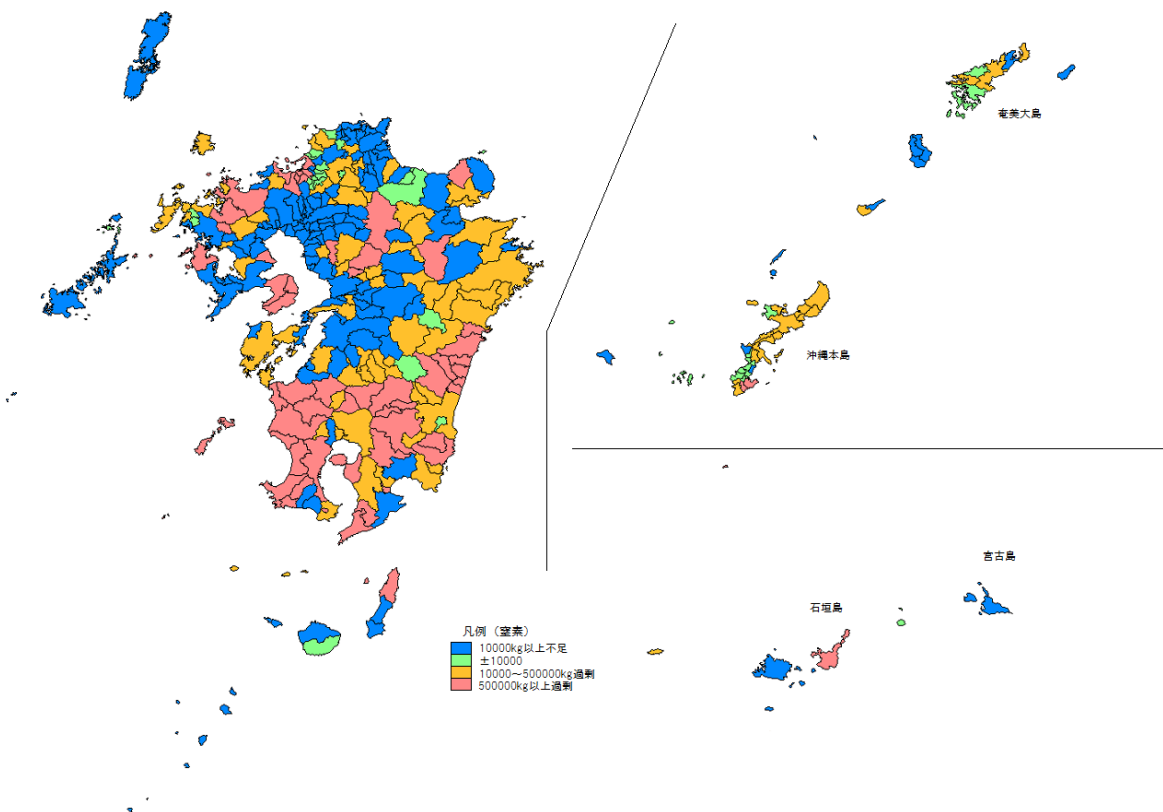 奄美大島
沖縄本島
宮古島
石垣島
凡例（窒素）
10000kg以上不足
±10000
10000～500000kg過剰
500000kg以上過剰